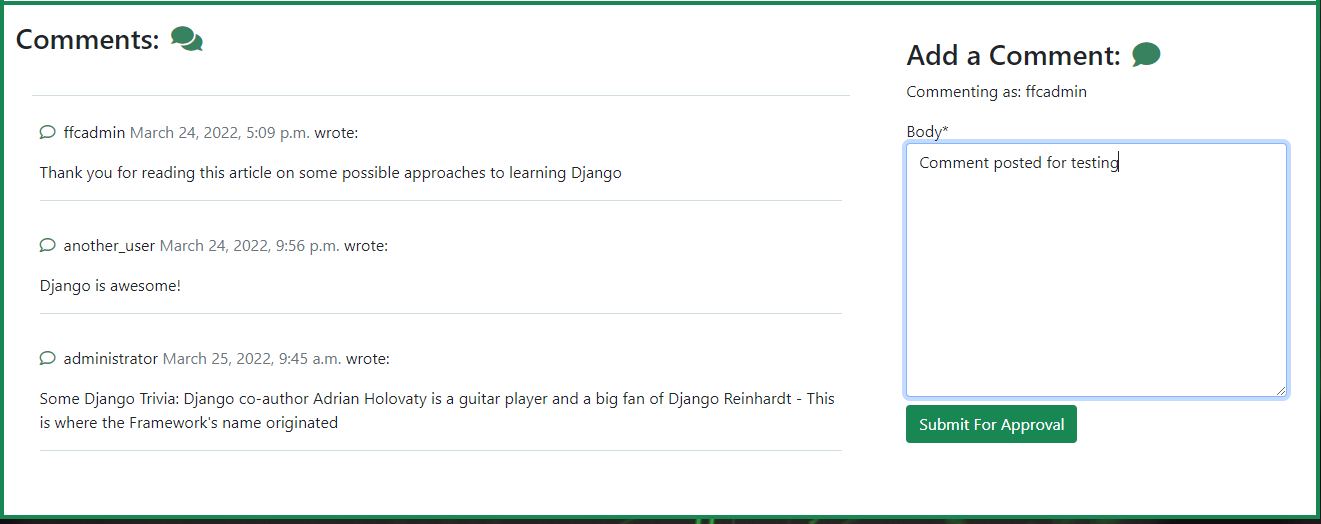 Comments:
ffcadmin March 24, 2022, 5:09 p.m. wrote:
Thank you for reading this article on some possible approaches to learning Django
another_user March 24, 2022, 9:56 p.m. wrote:
Django is awesome!
administrator March 25, 2022, 9:45 a.m. wrote:
Some Django Trivia: Django co-author Adrian Holovaty is a guitar player and a big fan of Django Reinhardt - This
is where the Framework's name originated
Add a Comment:
Commenting as: ffcadmin
Body*
Comment posted for testing
Submit For Approval